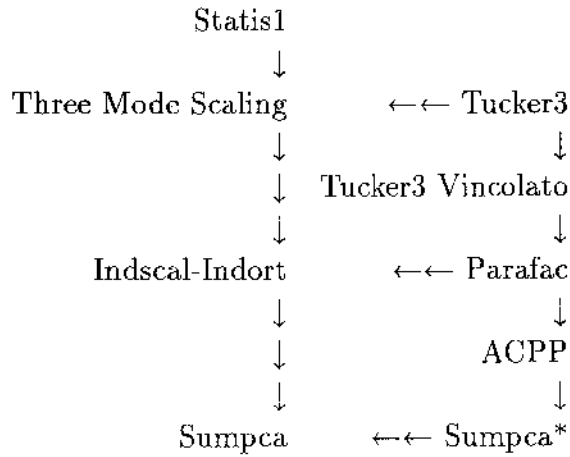 Statis1
↓
Three Mode Scaling ←← Tucker3
↓ ↓
↓ Tucker3 Vincolato
↓ ↓
Indscal-Indort ←← Parafac
↓ ↓
↓ ACPP
↓ ↓
Sumpca ←← Sumpca*